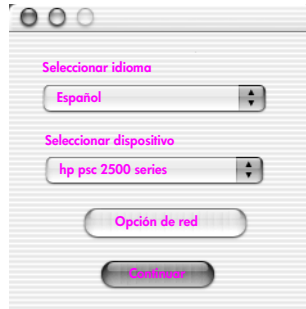 Seleccionar idioma
Español
Seleccionar dispositivo
hp psc 2500 series
Opción de red
Continuar